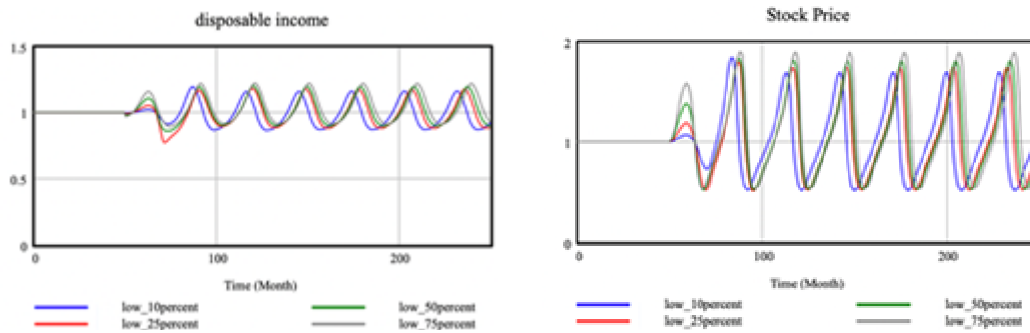 disposable income
1.5
1
0.5
0
0 100 200
Time (Month)
low_10percent low_50percent
low_25percent low_75percent
Stock Price
2
1
0
0 100 200
Time (Month)
low_10percent low_50percent
low_25percent low_75percent